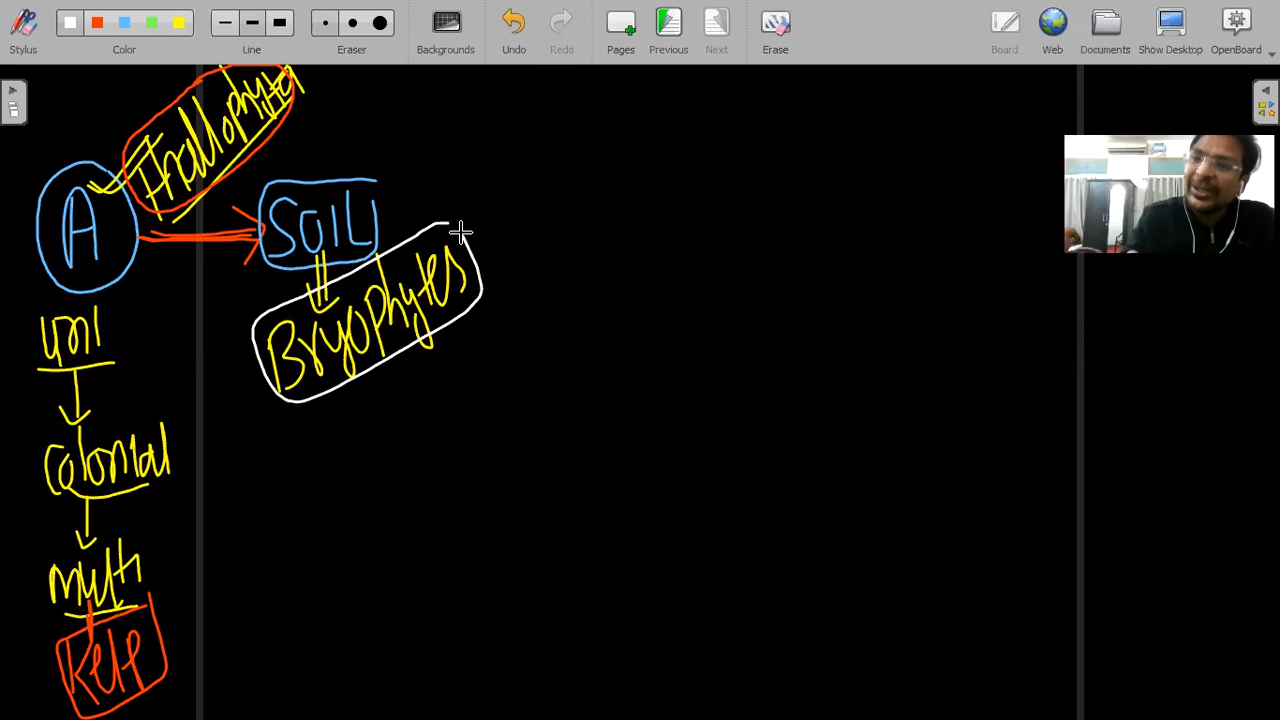 Stylus
Color
Line
Eraser
Backgrounds
Undo
Redo
Pages
Previous
Next
Erase
Board
Web
Documents
Show Desktop
OpenBoard
Thallophytes
A
SOIL
Bryophytes
uni
colonial
multi
Kelp